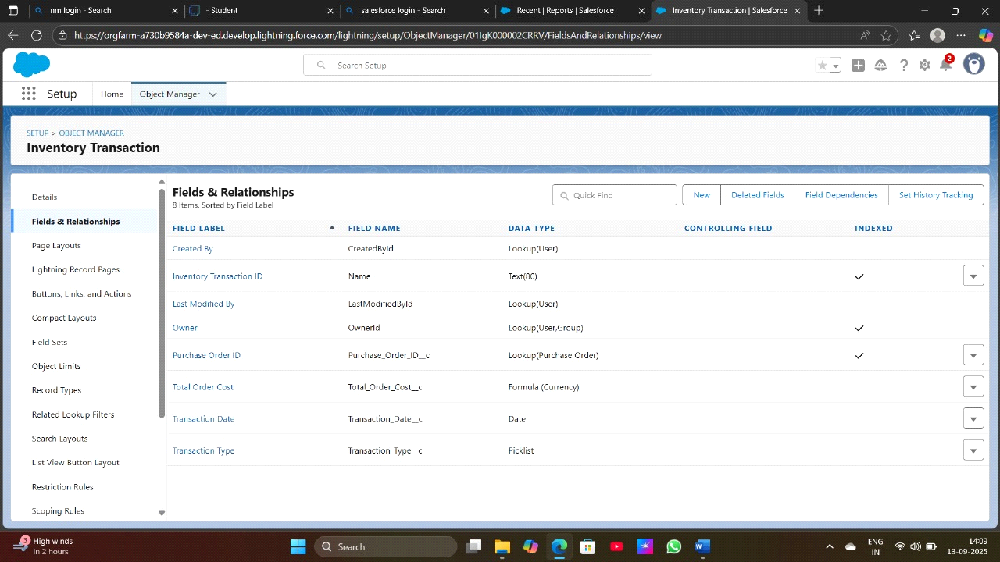 nm login - Search
- Student
salesforce login - Search
Recent | Reports | Salesforce
Inventory Transaction | Salesforce
https://orgfarm-a730b9584a-dev-ed.develop.lightning.force.com/lightning/setup/ObjectManager/01IgK000002CRRV/FieldsAndRelationships/view
Search Setup
2
Setup
Home
Object Manager
SETUP > OBJECT MANAGER
Inventory Transaction
Details
Fields & Relationships
Page Layouts
Lightning Record Pages
Buttons, Links, and Actions
Compact Layouts
Field Sets
Object Limits
Record Types
Related Lookup Filters
Search Layouts
List View Button Layout
Restriction Rules
Scoping Rules
Fields & Relationships
8 Items, Sorted by Field Label
Quick Find
New
Deleted Fields
Field Dependencies
Set History Tracking
FIELD LABEL FIELD NAME DATA TYPE CONTROLLING FIELD INDEXED
Created By CreatedById Lookup(User)
Inventory Transaction ID Name Text(80)
Last Modified By LastModifiedById Lookup(User)
Owner OwnerId Lookup(User,Group)
Purchase Order ID Purchase_Order_ID__c Lookup(Purchase Order)
Total Order Cost Total_Order_Cost__c Formula (Currency)
Transaction Date Transaction_Date__c Date
Transaction Type Transaction_Type__c Picklist
3
High winds
In 2 hours
Search
ENG
IN
14:09
13-09-2025